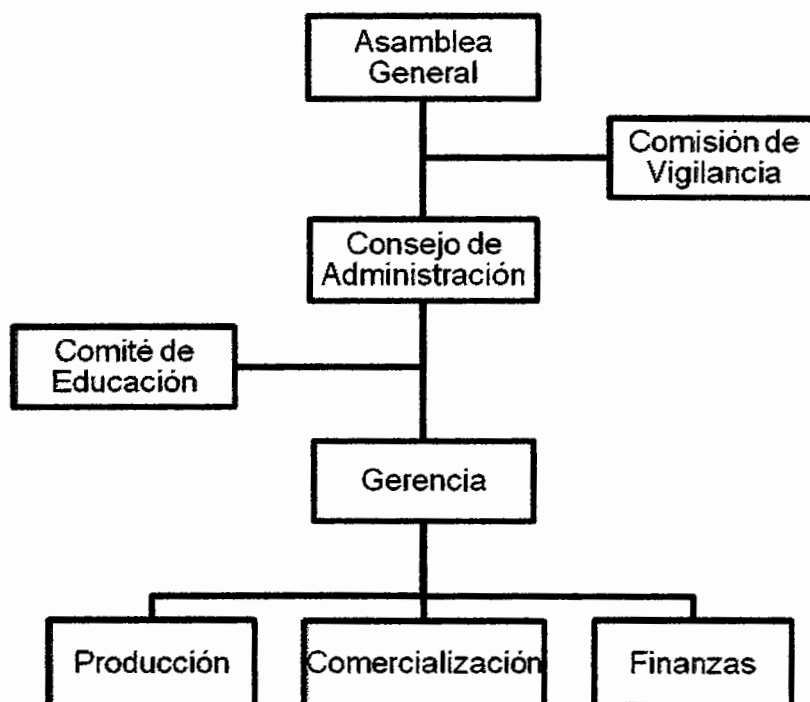 Asamblea
General
Comisión de
Vigilancia
Consejo de
Administración
Comité de
Educación
Gerencia
Producción
Comercialización
Finanzas